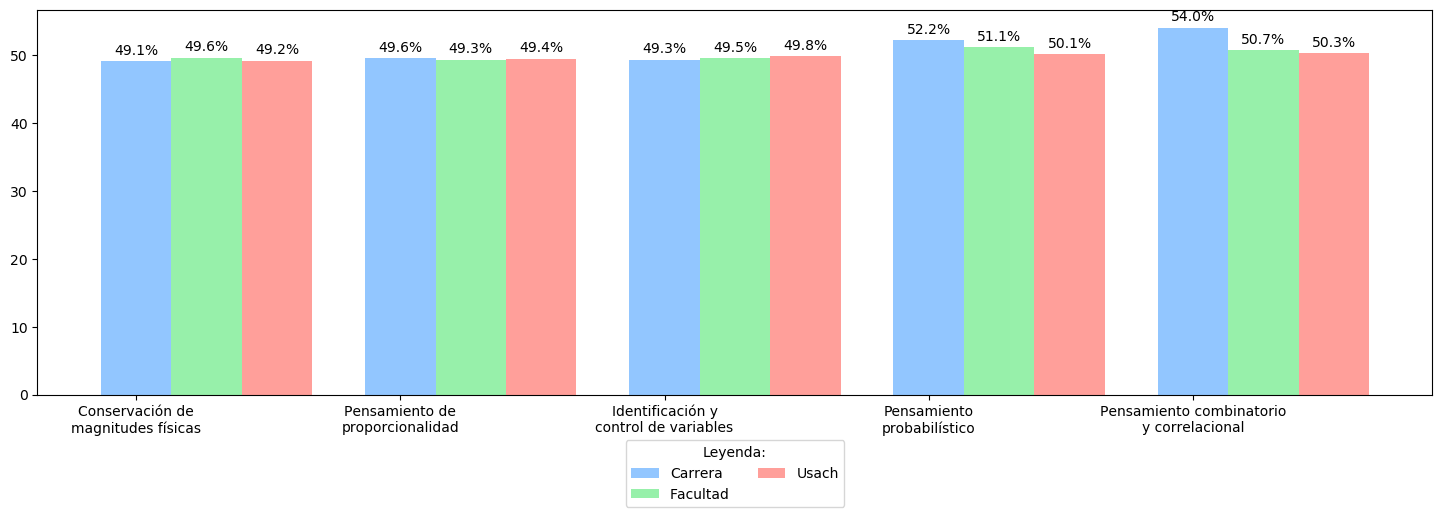 49.1%
49.6%
49.2%
49.6%
49.3%
49.4%
49.3%
49.5%
49.8%
52.2%
51.1%
50.1%
54.0%
50.7%
50.3%
50
40
30
20
10
0
Conservación de
magnitudes físicas
Pensamiento de
proporcionalidad
Identificación y
control de variables
Pensamiento
probabilístico
Pensamiento combinatorio
y correlacional
Leyenda:
Carrera
Facultad
Usach